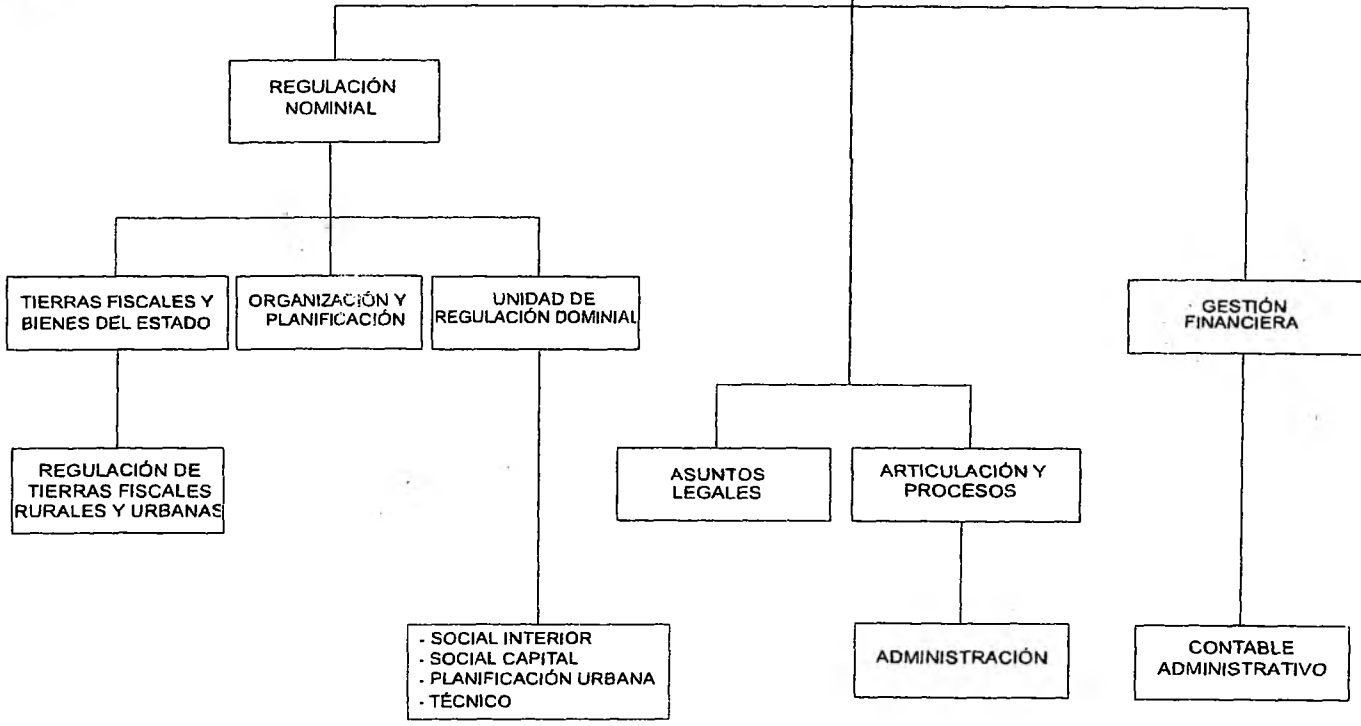 REGULACIÓN
NOMINIAL
TIERRAS FISCALES Y
BIENES DEL ESTADO
ORGANIZACIÓN Y
PLANIFICACIÓN
UNIDAD DE
REGULACIÓN DOMINIAL
GESTIÓN
FINANCIERA
REGULACIÓN DE
TIERRAS FISCALES
RURALES Y URBANAS
ASUNTOS
LEGALES
ARTICULACIÓN Y
PROCESOS
- SOCIAL INTERIOR
- SOCIAL CAPITAL
- PLANIFICACIÓN URBANA
- TÉCNICO
ADMINISTRACIÓN
CONTABLE
ADMINISTRATIVO